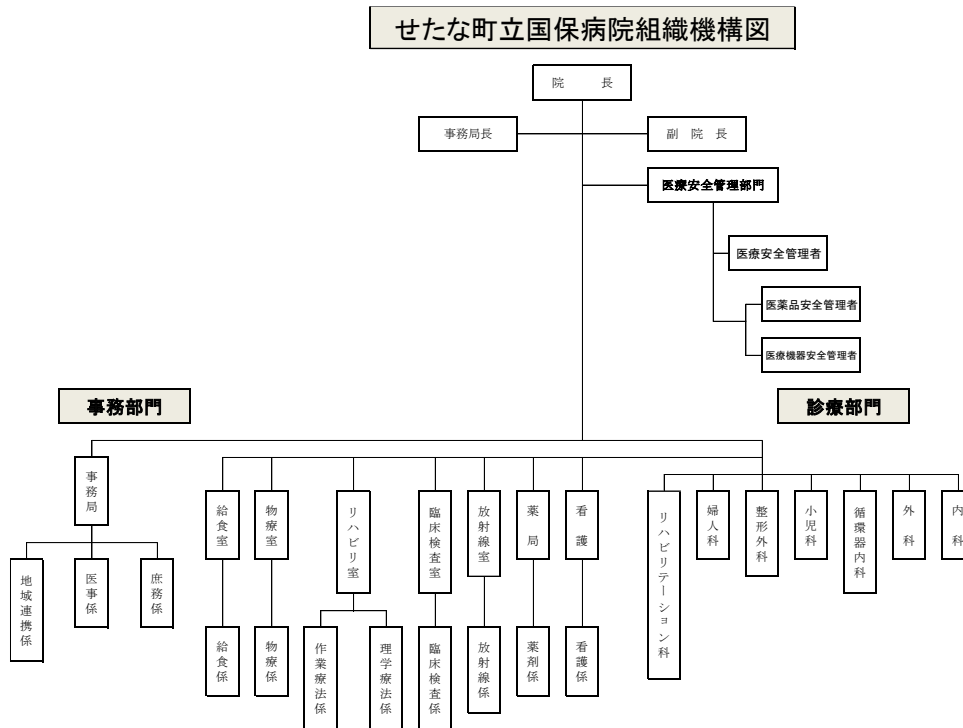 せたな町立国保病院組織機構図
院　長
事務局長
副 院 長
医療安全管理部門
医療安全管理者
医薬品安全管理者
医療機器安全管理者
事務部門
診療部門
事務局
給食室
物療室
リハビリ室
臨床検査室
放射線室
薬局
看護
リハビリテーション科
婦人科
整形外科
小児科
循環器内科
外科
内科
地域連携係
医事係
庶務係
給食係
物療係
作業療法係
理学療法係
臨床検査係
放射線係
薬剤係
看護係